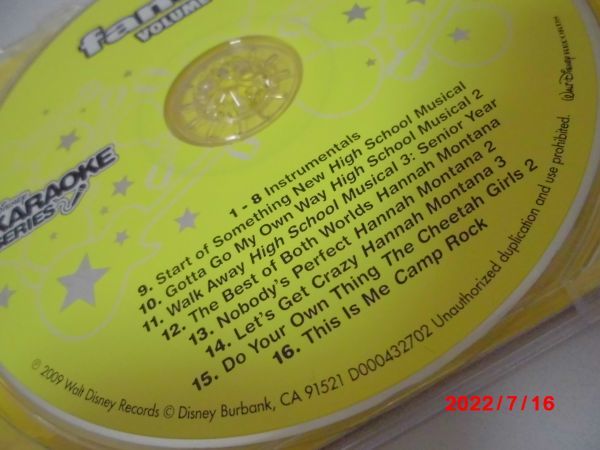 fan
VOLUME
Disney
KARAOKE
SERIES
1 - 8 Instrumentals
9. Start of Something New High School Musical
10. Gotta Go My Own Way High School Musical 2
11. Walk Away High School Musical 3: Senior Year
12. The Best of Both Worlds Hannah Montana
13. Nobody's Perfect Hannah Montana 2
14. Let's Get Crazy Hannah Montana 3
15. Do Your Own Thing The Cheetah Girls 2
16. This Is Me Camp Rock
℗ 2009 Walt Disney Records © Disney Burbank, CA 91521 D000432702 Unauthorized duplication and use prohibited.
WALT DISNEY RECORDS
2022/7/16